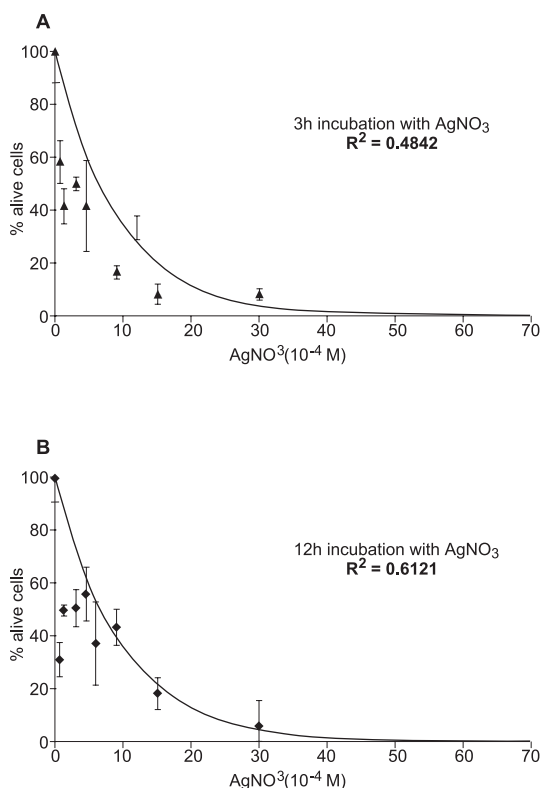 A
100
80
60
40
20
0
% alive cells
3h incubation with AgNO₃
R² = 0.4842
0 10 20 30 40 50 60 70
AgNO³(10⁻⁴ M)
B
100
80
60
40
20
0
% alive cells
12h incubation with AgNO₃
R² = 0.6121
0 10 20 30 40 50 60 70
AgNO³(10⁻⁴ M)